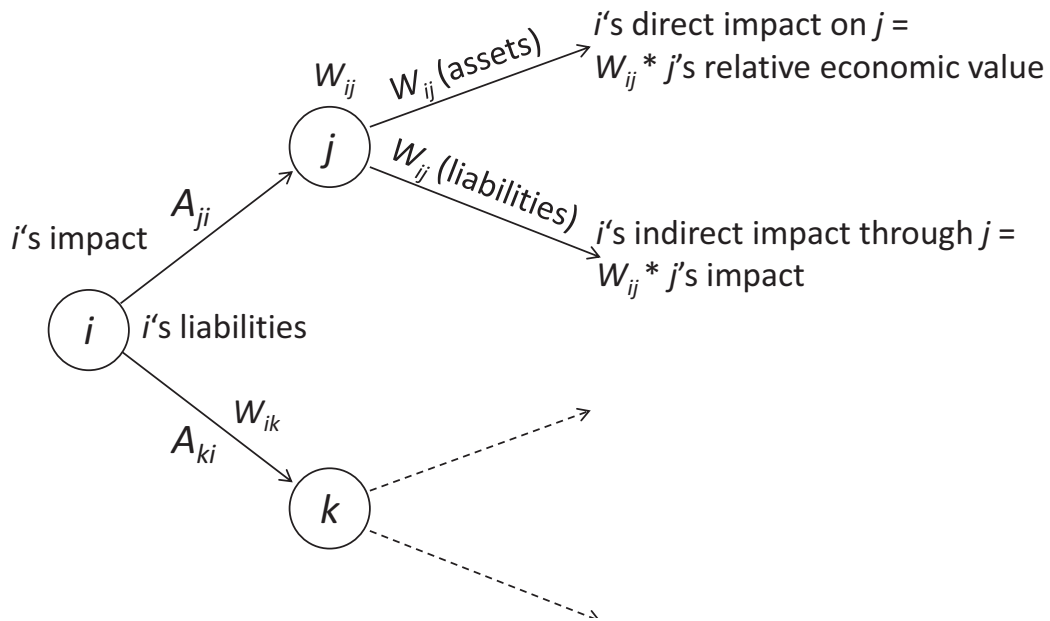 i‘s direct impact on j =
W_ij * j’s relative economic value
W_ij
W_ij (assets)
j
W_ij (liabilities)
A_ji
i‘s impact
i‘s indirect impact through j =
W_ij * j’s impact
i
i‘s liabilities
W_ik
A_ki
k